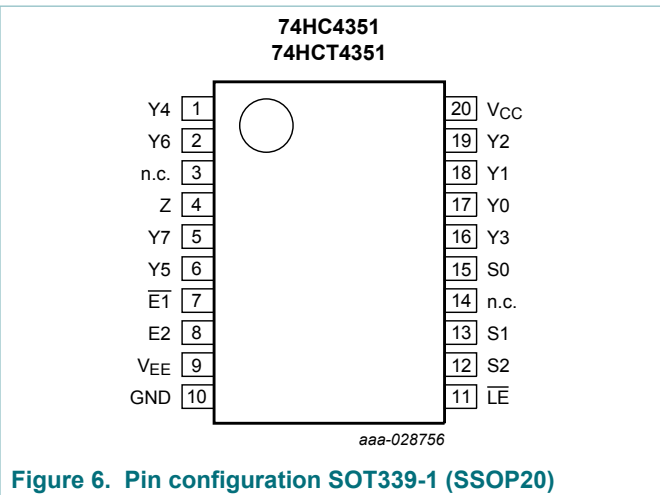 74HC4351
74HCT4351
Y4 1 20 VCC
Y6 2 19 Y2
n.c. 3 18 Y1
Z 4 17 Y0
Y7 5 16 Y3
Y5 6 15 S0
E1 7 14 n.c.
E2 8 13 S1
VEE 9 12 S2
GND 10 11 LE
aaa-028756
Figure 6. Pin configuration SOT339-1 (SSOP20)